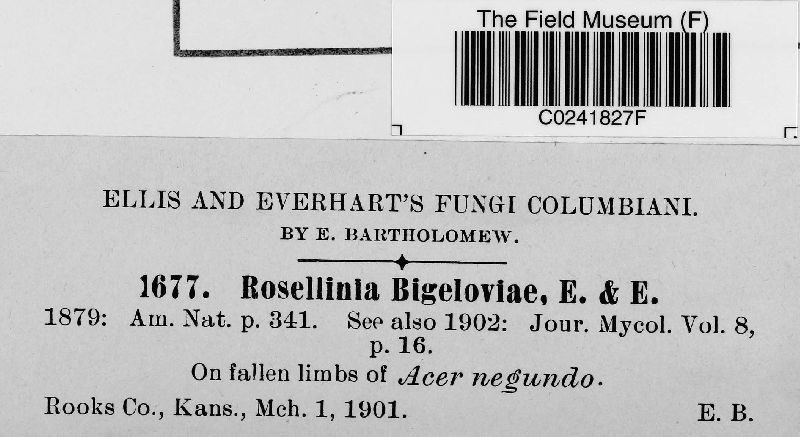 The Field Museum (F)
C0241827F
ELLIS AND EVERHART'S FUNGI COLUMBIANI.
BY E. BARTHOLOMEW.
1677. Rosellinia Bigeloviae, E. & E.
1879: Am. Nat. p. 341. See also 1902: Jour. Mycol. Vol. 8,
p. 16.
On fallen limbs of Acer negundo.
Rooks Co., Kans., Mch. 1, 1901. E. B.